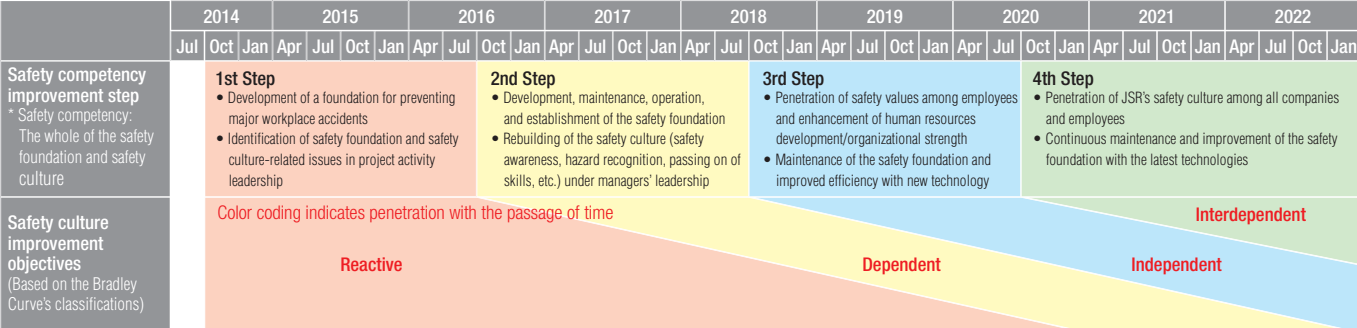 2014 2015 2016 2017 2018 2019 2020 2021 2022
Jul Oct Jan Apr Jul Oct Jan Apr Jul Oct Jan Apr Jul Oct Jan Apr Jul Oct Jan Apr Jul Oct Jan Apr Jul Oct Jan Apr Jul Oct Jan Apr Jul Oct Jan
Safety competency
improvement step
* Safety competency:
The whole of the safety
foundation and safety
culture
1st Step
• Development of a foundation for preventing
major workplace accidents
• Identification of safety foundation and safety
culture-related issues in project activity
leadership
2nd Step
• Development, maintenance, operation,
and establishment of the safety foundation
• Rebuilding of the safety culture (safety
awareness, hazard recognition, passing on of
skills, etc.) under managers’ leadership
3rd Step
• Penetration of safety values among employees
and enhancement of human resources
development/organizational strength
• Maintenance of the safety foundation and
improved efficiency with new technology
4th Step
• Penetration of JSR’s safety culture among all companies
and employees
• Continuous maintenance and improvement of the safety
foundation with the latest technologies
Safety culture
improvement
objectives
(Based on the Bradley
Curve’s classifications)
Color coding indicates penetration with the passage of time
Reactive
Dependent
Independent
Interdependent